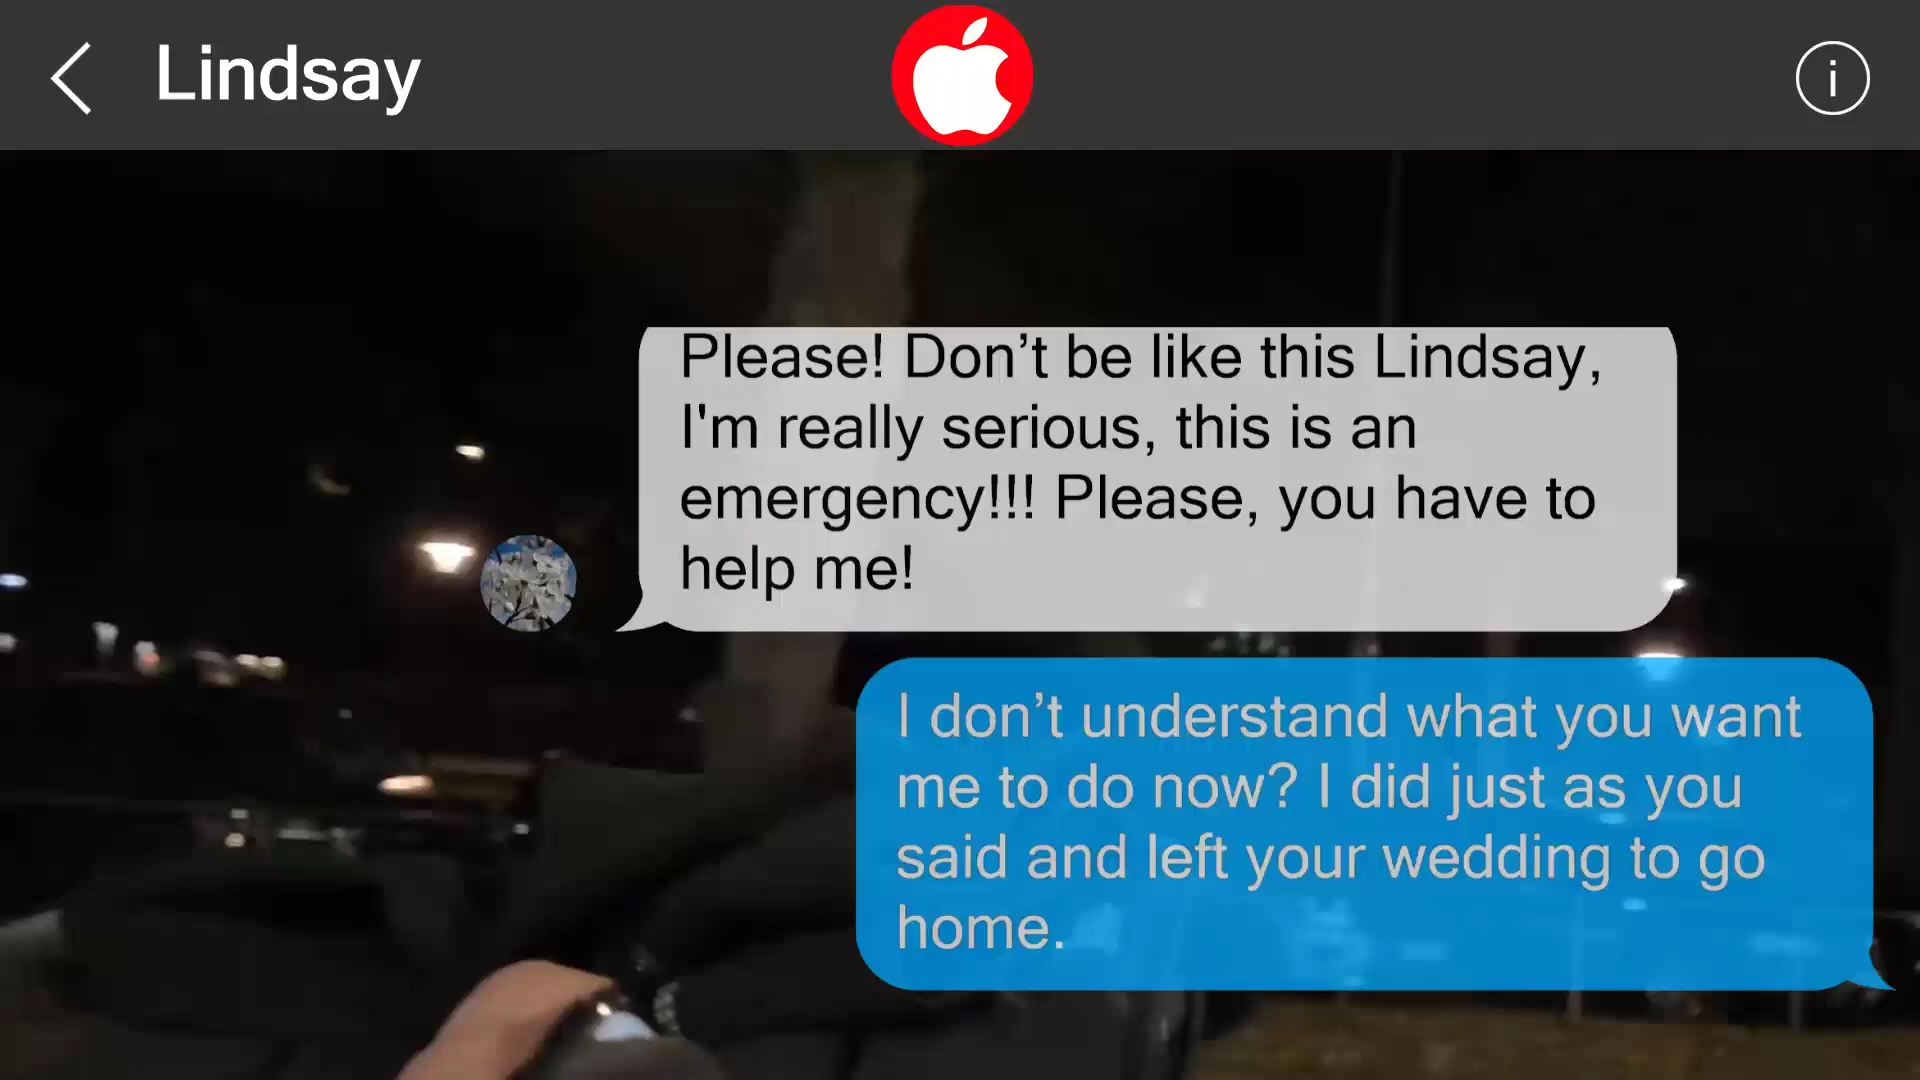 Lindsay
i
Please! Don’t be like this Lindsay,
I'm really serious, this is an
emergency!!! Please, you have to
help me!
I don’t understand what you want
me to do now? I did just as you
said and left your wedding to go
home.